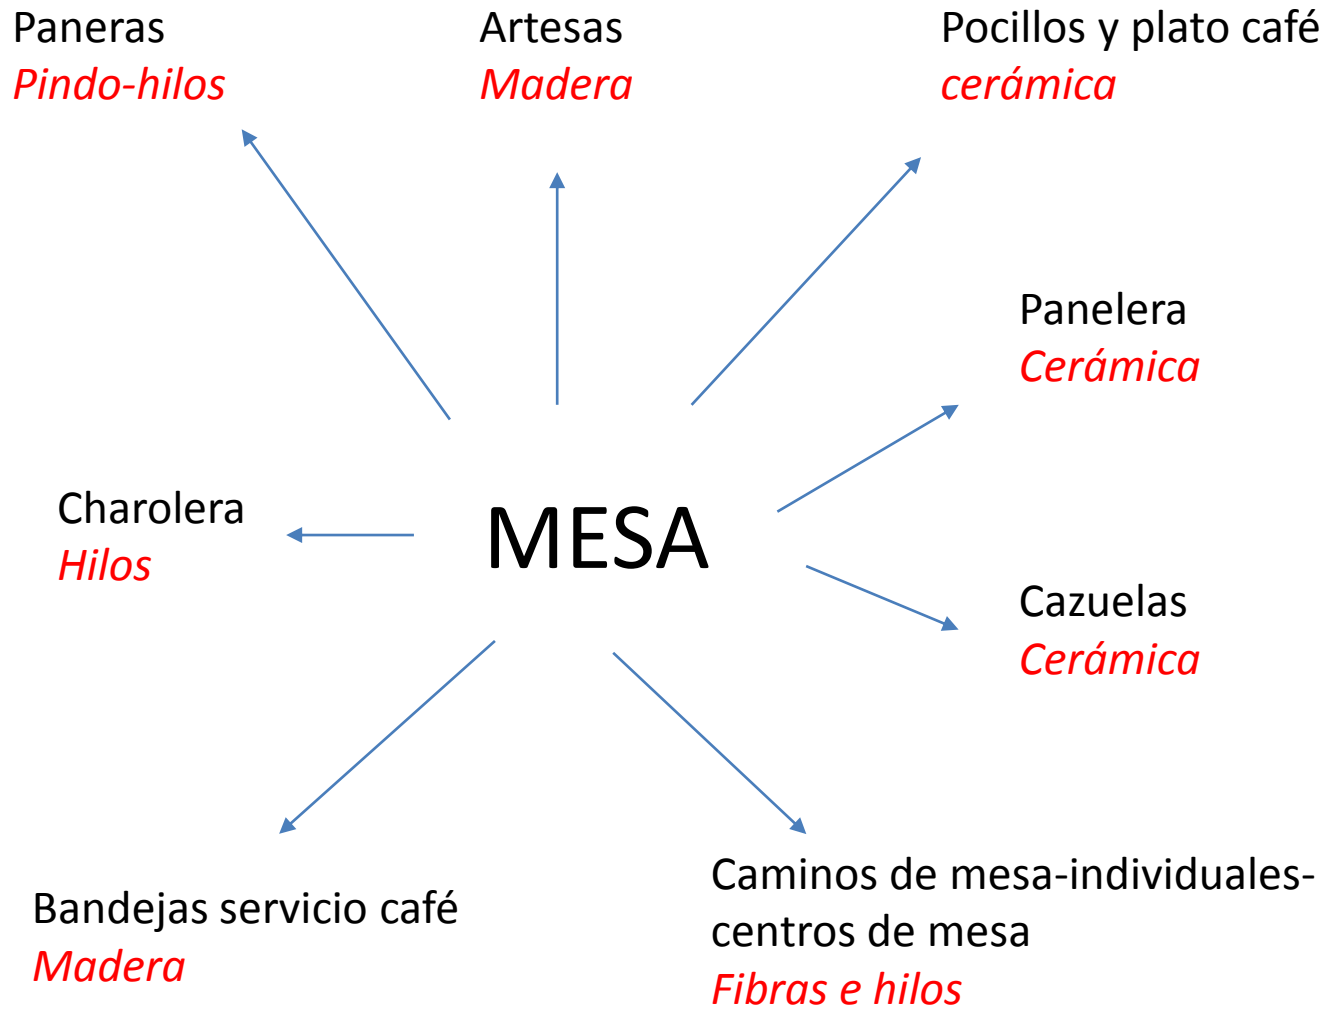 Paneras
Pindo-hilos
Artesas
Madera
Pocillos y plato café
cerámica
Panelera
Cerámica
Charolera
Hilos
MESA
Cazuelas
Cerámica
Bandejas servicio café
Madera
Caminos de mesa-individuales-
centros de mesa
Fibras e hilos